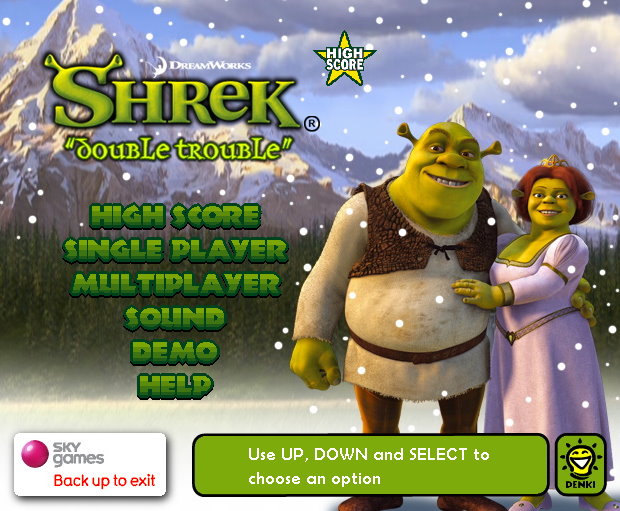 DREAMWORKS
SHREK ®
"DOUBLE TROUBLE"
HIGH
SCORE
HIGH SCORE
SINGLE PLAYER
MULTIPLAYER
SOUND
DEMO
HELP
sky
games
Back up to exit
Use UP, DOWN and SELECT to
choose an option
DENKI